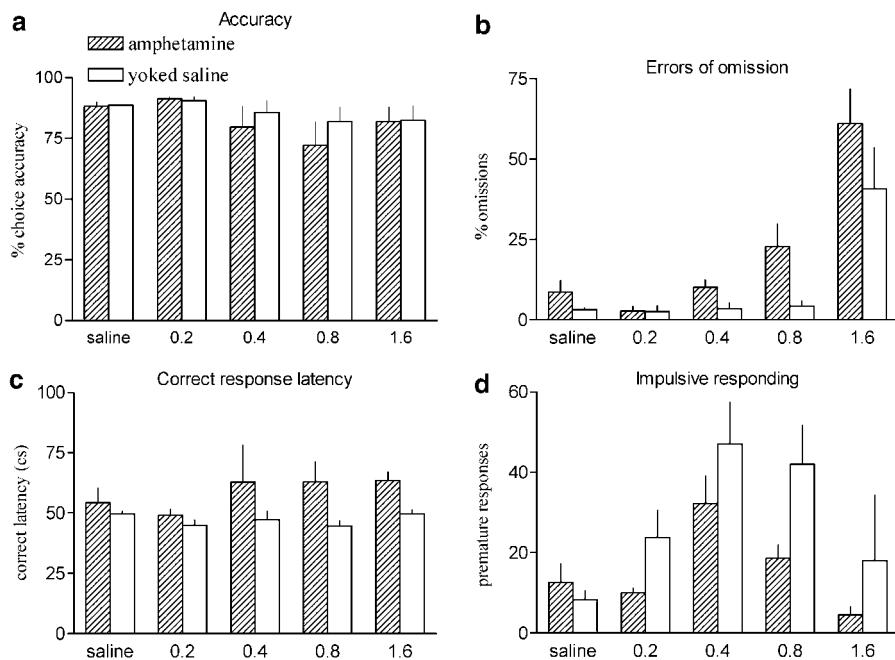 a
Accuracy
amphetamine
yoked saline
% choice accuracy
100
75
50
25
0
saline 0.2 0.4 0.8 1.6
b
Errors of omission
% omissions
75
50
25
0
saline 0.2 0.4 0.8 1.6
c
Correct response latency
correct latency (cs)
100
75
50
25
0
saline 0.2 0.4 0.8 1.6
d
Impulsive responding
premature responses
60
40
20
0
saline 0.2 0.4 0.8 1.6